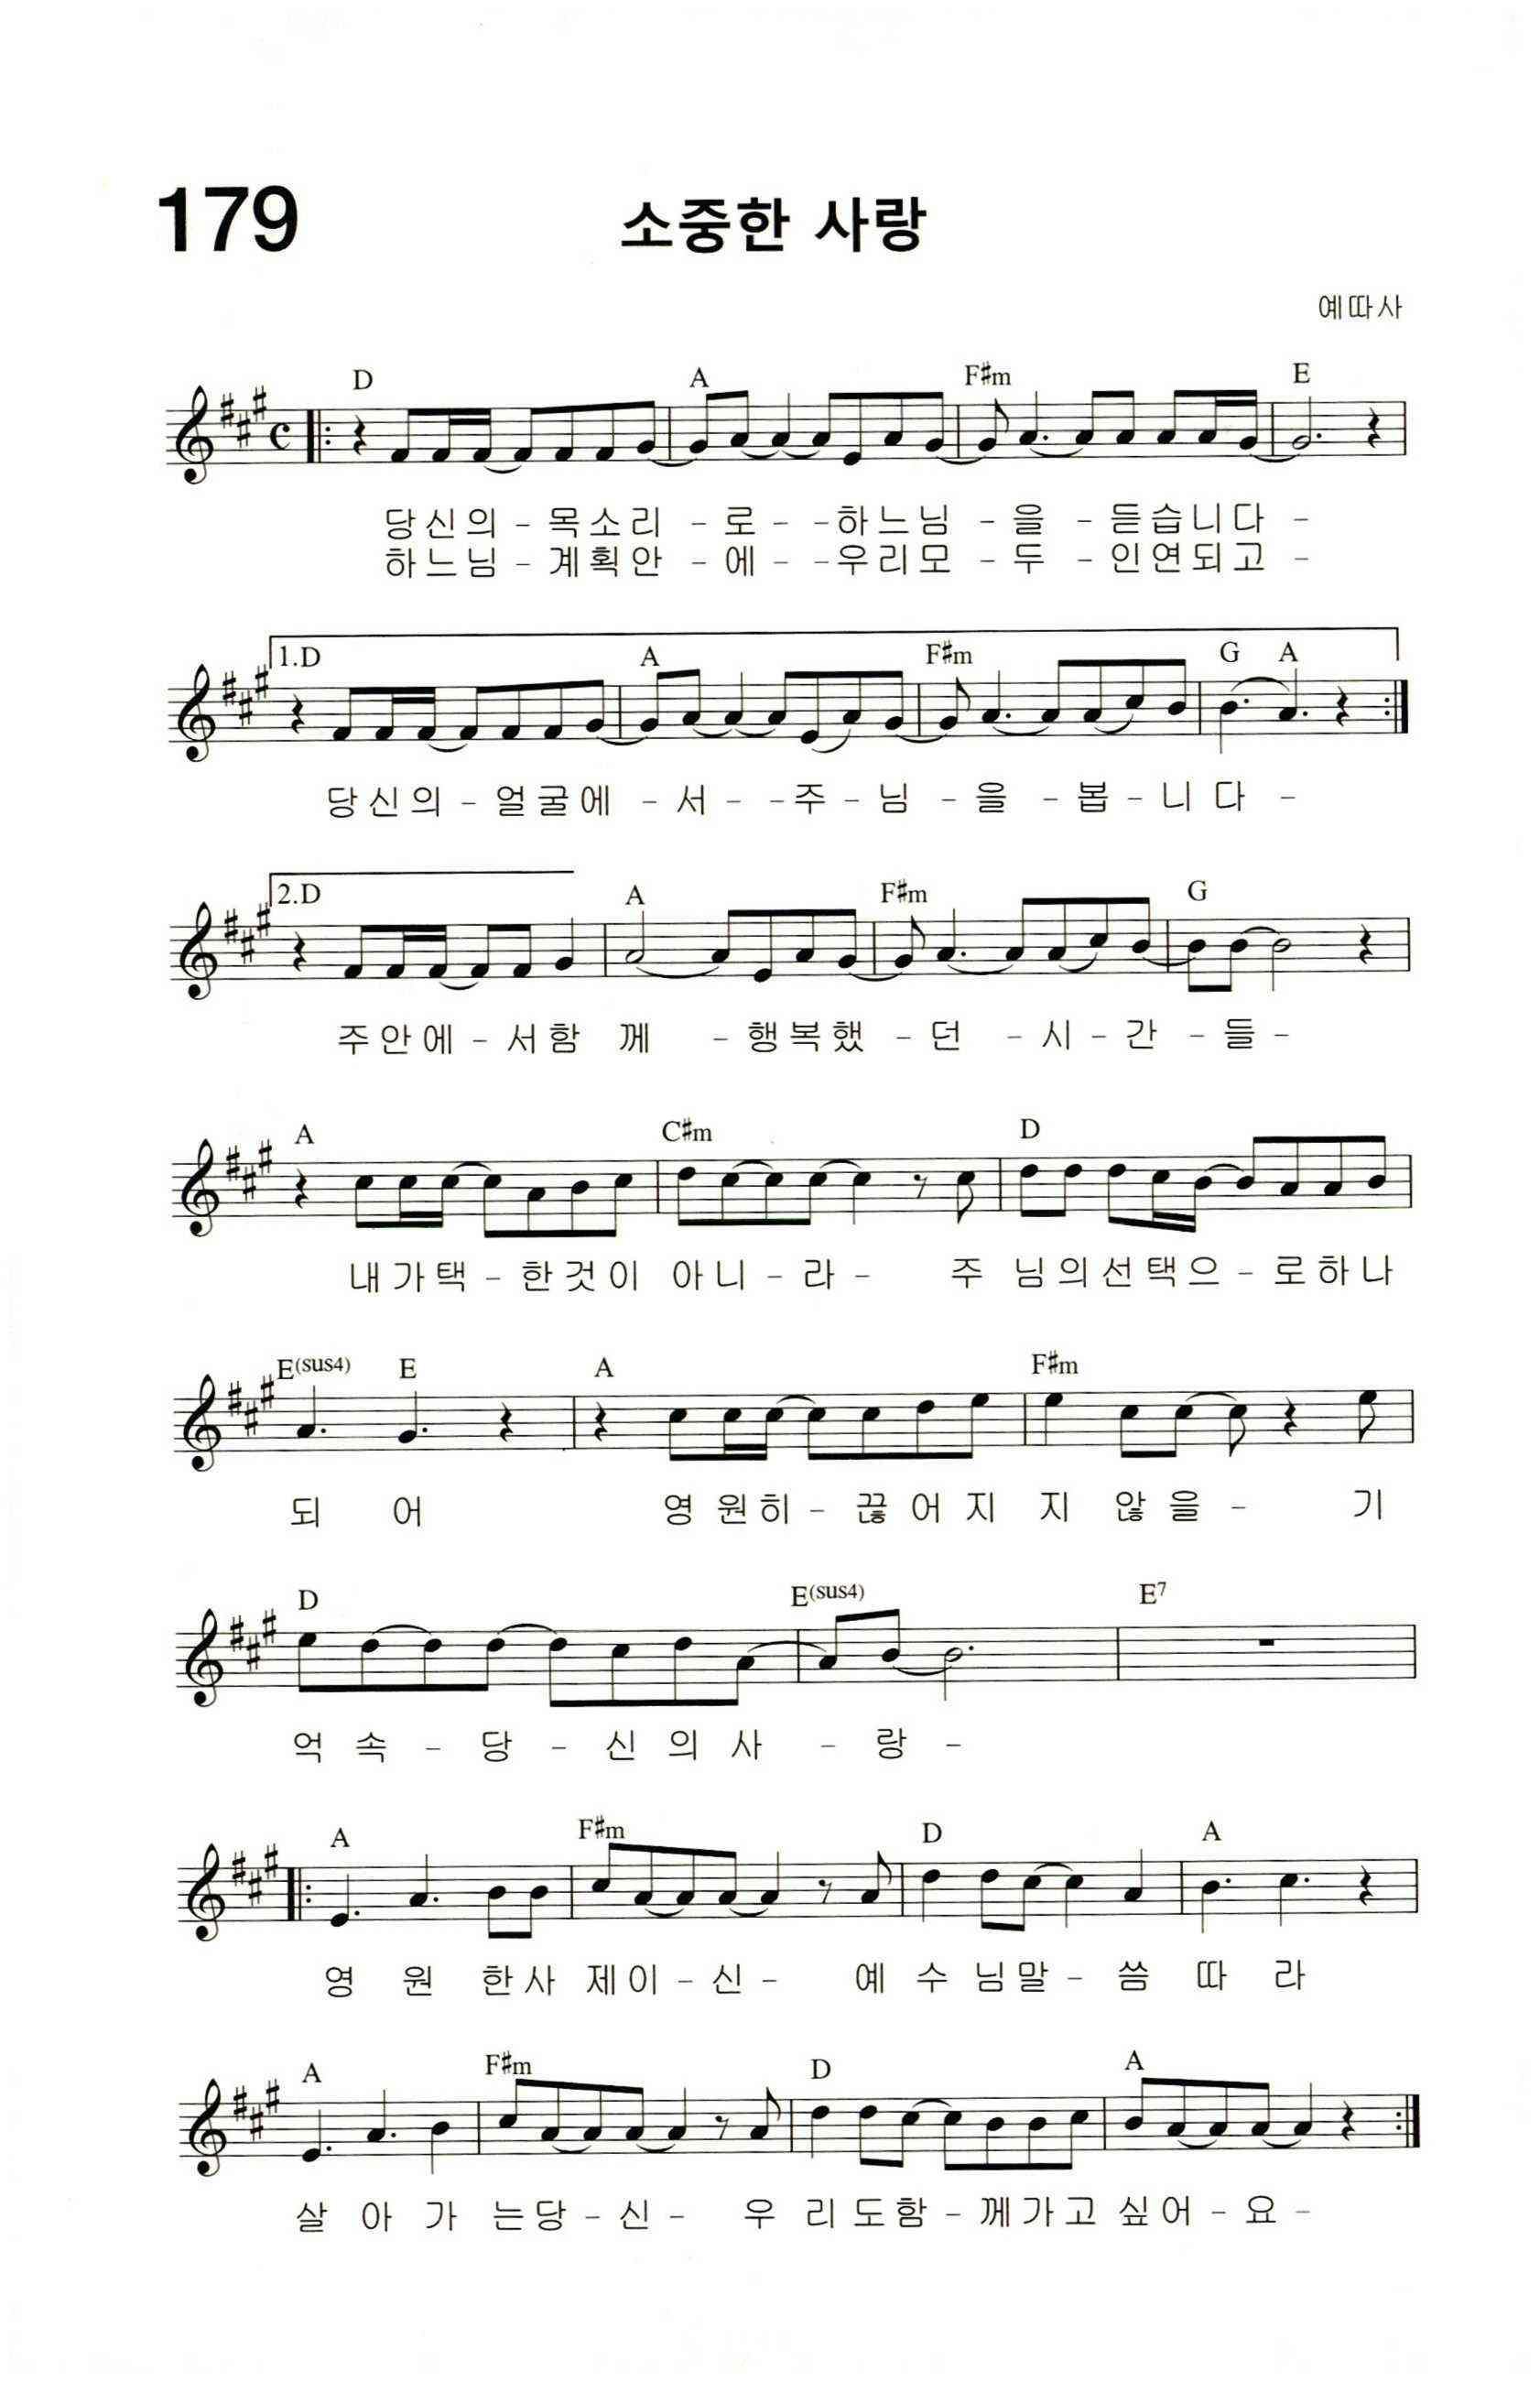 179
소중한 사랑
예따사
D A F#m E
당신의 - 목소리 - 로 - - 하느님 - 을 - 듣습니다 -
하느님 - 계획안 - 에 - - 우리모 - 두 - 인연되고 -
1.D A F#m G A
당신의 - 얼굴에 - 서 - - 주 - 님 - 을 - 봅 - 니 다 -
2.D A F#m G
주안에 - 서함 께 - 행복했 - 던 - 시 - 간 - 들 -
A C#m D
내가택 - 한것이 아니 - 라 - 주 님의선택으 - 로하나
E(sus4) E A F#m
되 어 영 원히 - 끊 어 지 지 않 을 - 기
D E(sus4) E7
억 속 - 당 - 신 의 사 - 랑 -
A F#m D A
영 원 한사 제이 - 신 - 예 수 님말 - 씀 따 라
A F#m D A
살 아 가 는당 - 신 - 우 리 도함 - 께가고 싶어 - 요 -